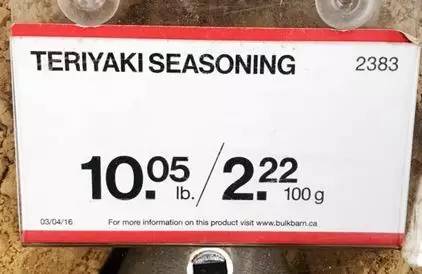 TERIYAKI SEASONING 2383
10.05 lb. / 2.22 100 g
03/04/16 For more information on this product visit www.bulkbarn.ca